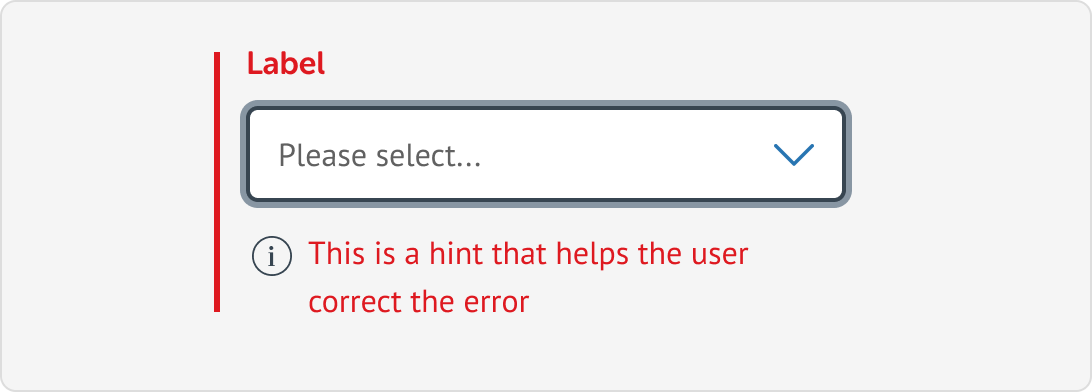 Label
Please select...
This is a hint that helps the user
correct the error